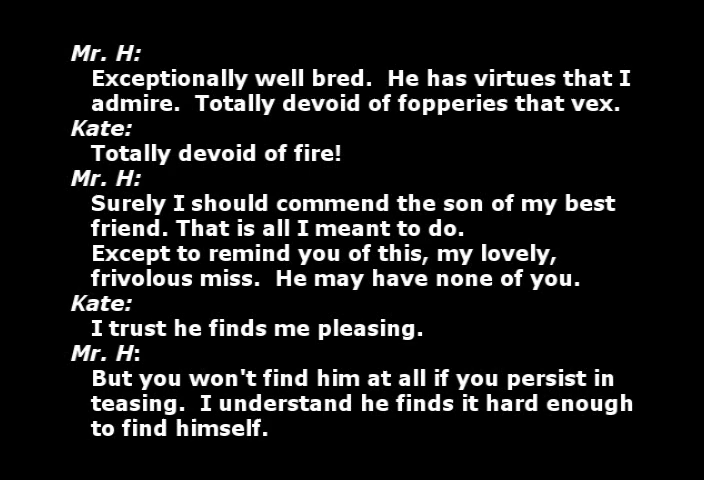 Mr. H:
Exceptionally well bred.  He has virtues that I
admire.  Totally devoid of fopperies that vex.
Kate:
Totally devoid of fire!
Mr. H:
Surely I should commend the son of my best
friend. That is all I meant to do.
Except to remind you of this, my lovely,
frivolous miss.  He may have none of you.
Kate:
I trust he finds me pleasing.
Mr. H:
But you won't find him at all if you persist in
teasing.  I understand he finds it hard enough
to find himself.